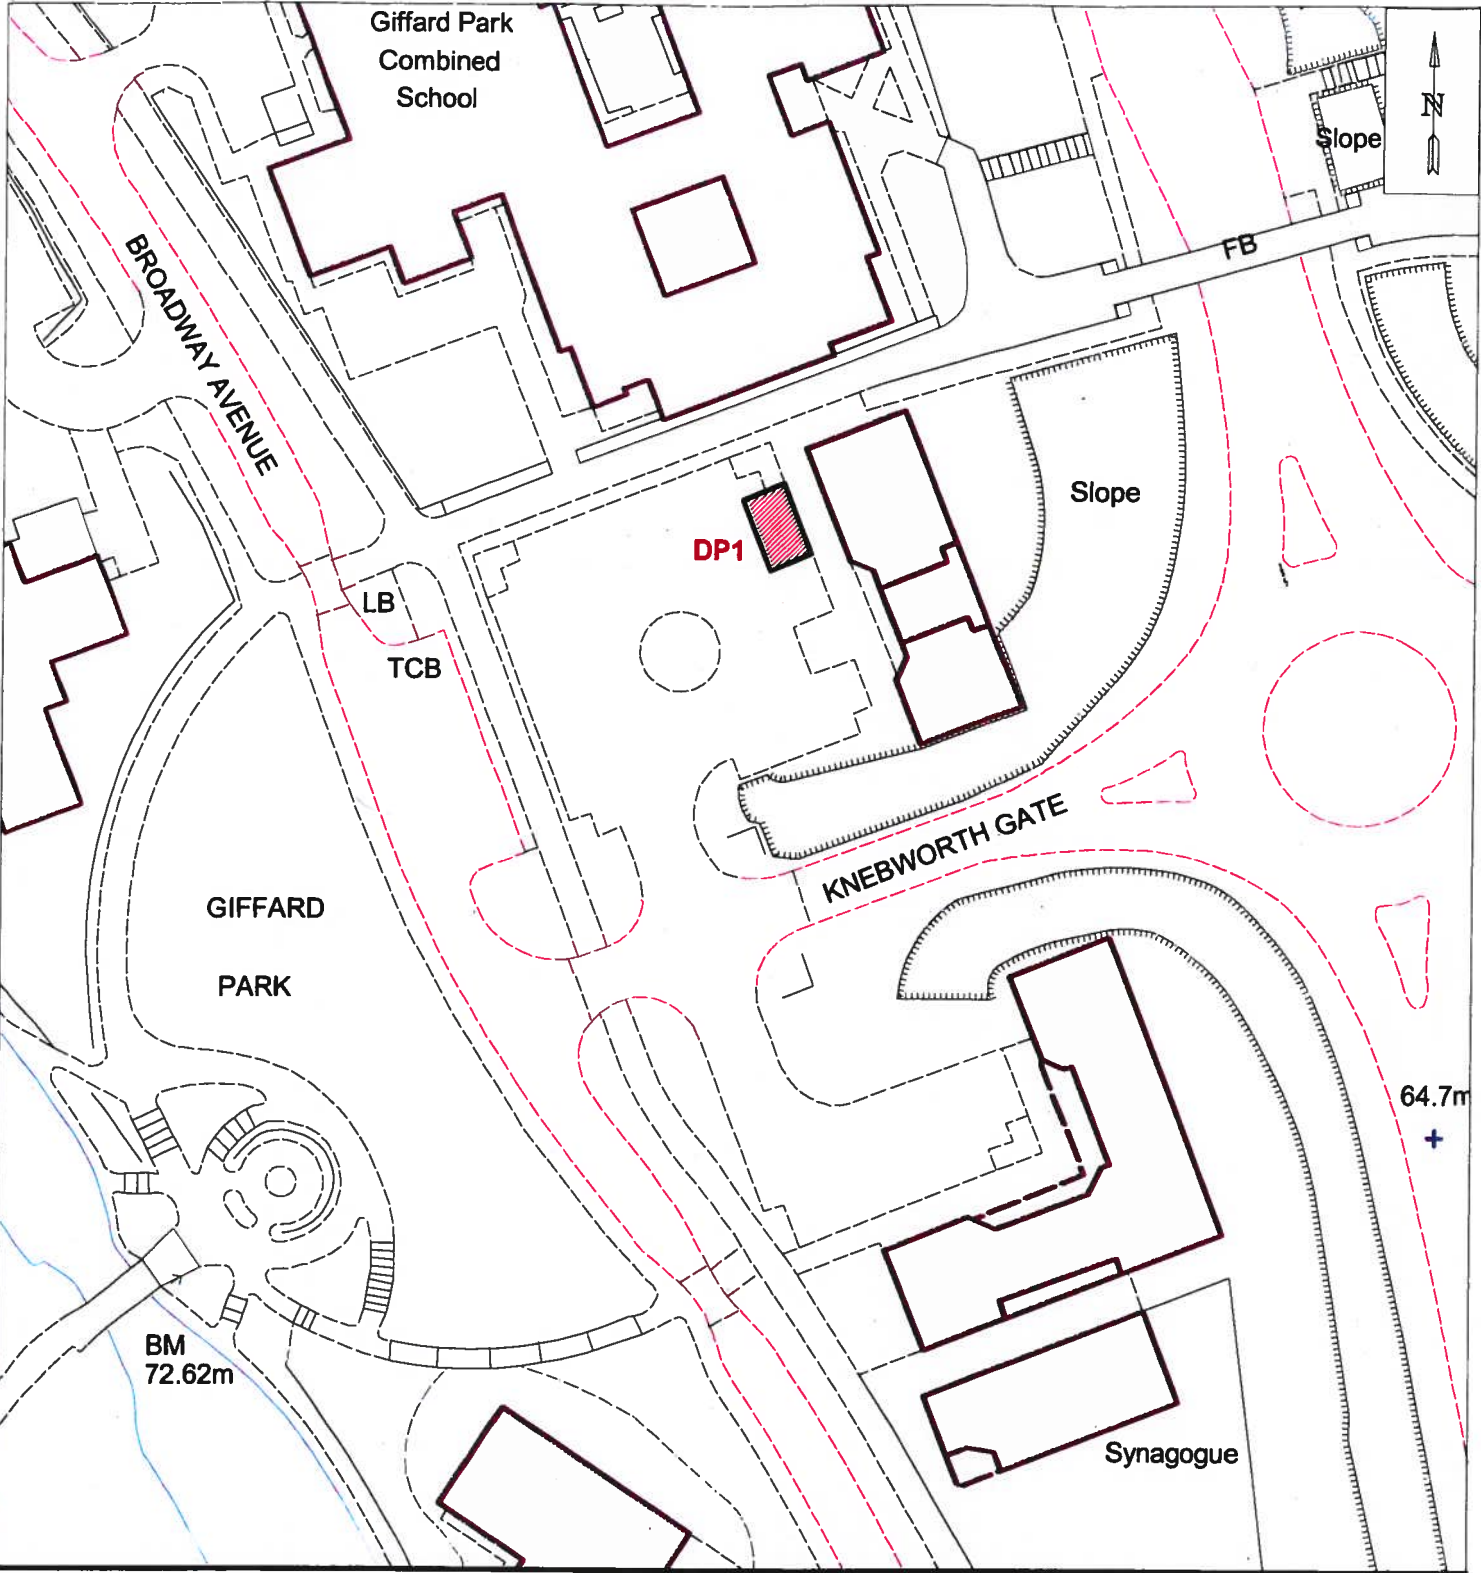 Giffard Park
Combined
School
N
Slope
FB
BROADWAY AVENUE
Slope
DP1
LB
TCB
KNEBWORTH GATE
GIFFARD
PARK
64.7m
BM
72.62m
Synagogue